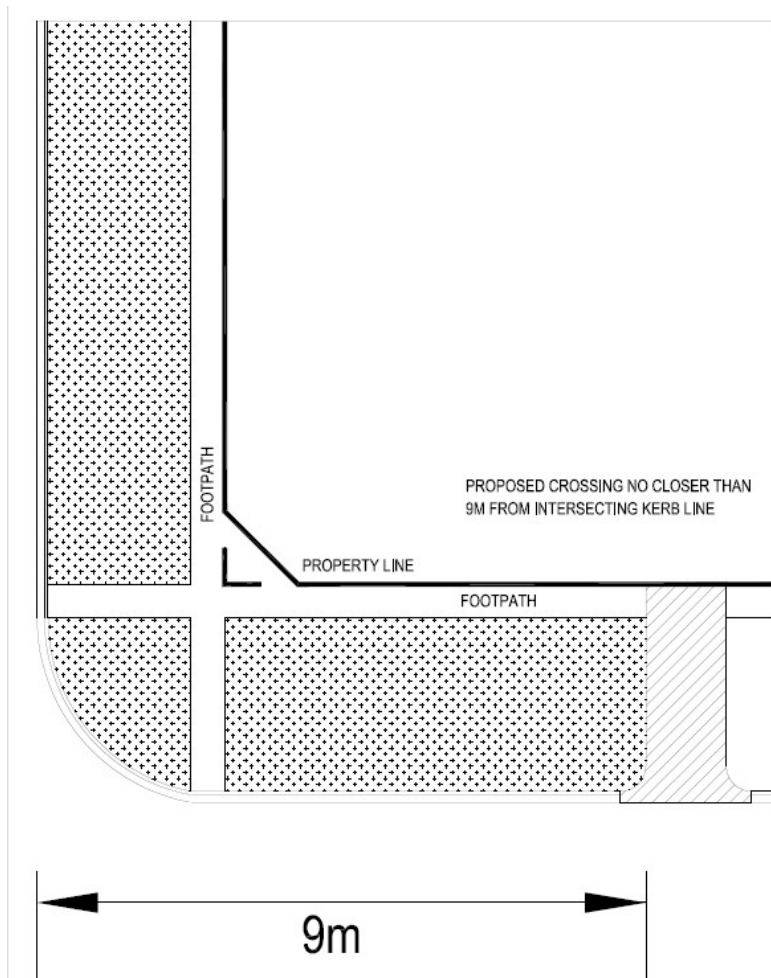 FOOTPATH
PROPOSED CROSSING NO CLOSER THAN
9M FROM INTERSECTING KERB LINE
PROPERTY LINE
FOOTPATH
9m